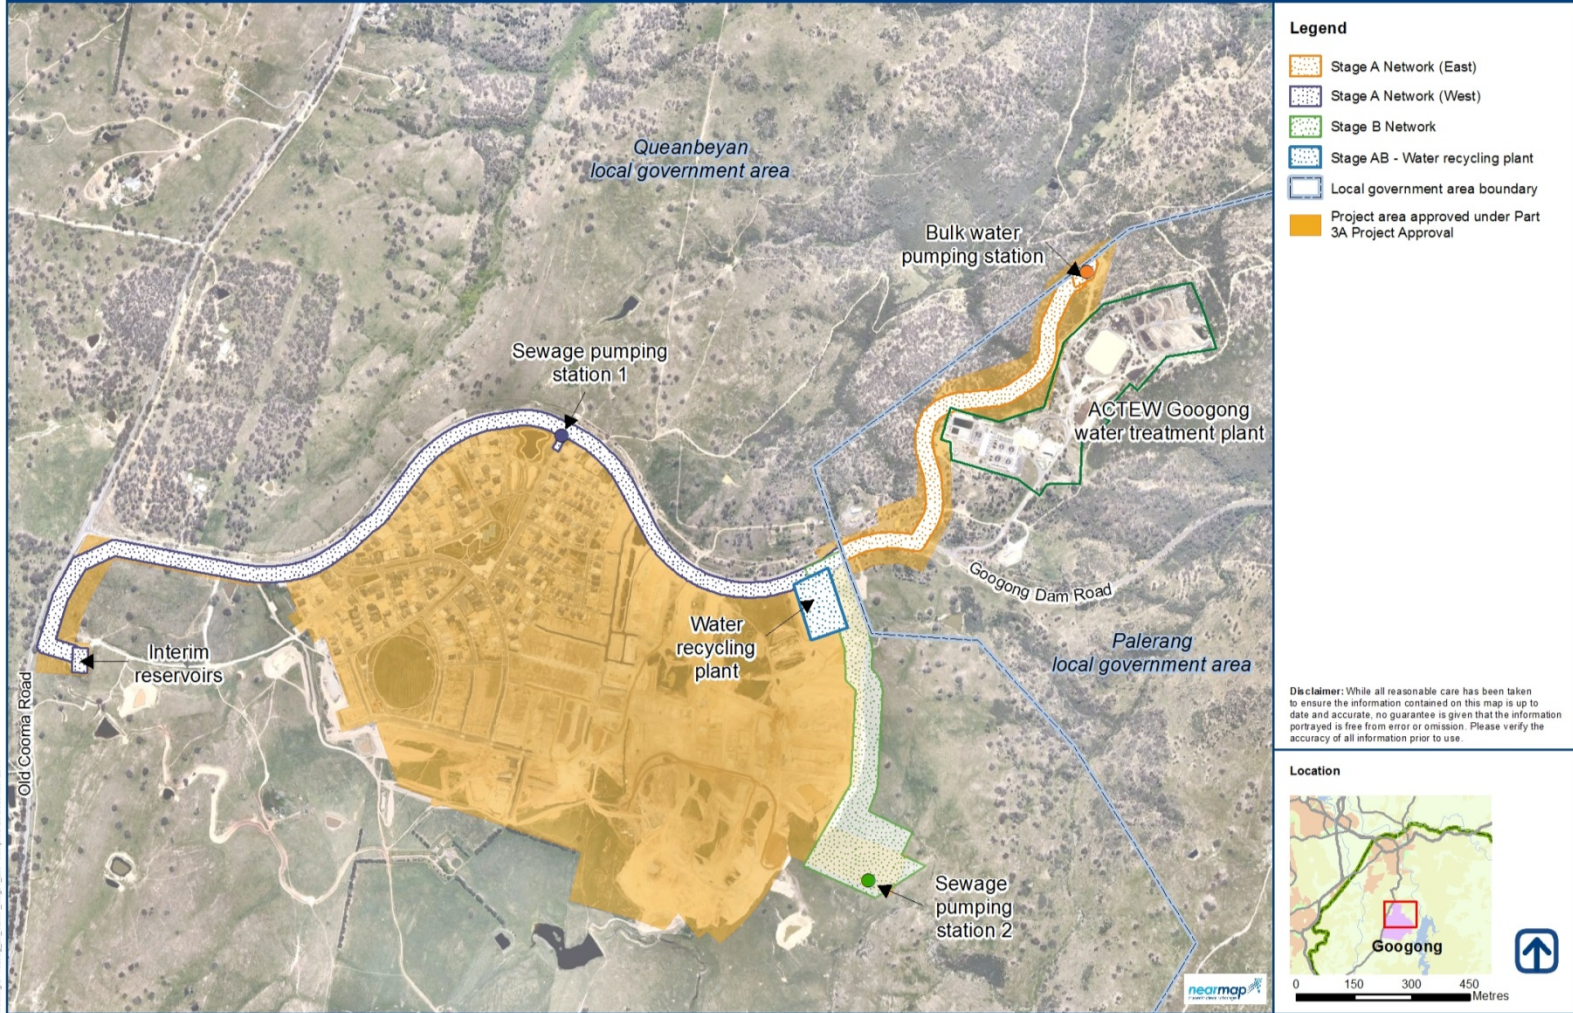 Queanbeyan
local government area
Bulk water
pumping station
Sewage pumping
station 1
ACTEW Googong
water treatment plant
Googong Dam Road
Water
recycling
plant
Interim
reservoirs
Palerang
local government area
Old Cooma Road
Sewage
pumping
station 2
nearmap
Legend
Stage A Network (East)
Stage A Network (West)
Stage B Network
Stage AB - Water recycling plant
Local government area boundary
Project area approved under Part
3A Project Approval
Disclaimer: While all reasonable care has been taken
to ensure the information contained on this map is up to
date and accurate, no guarantee is given that the information
portrayed is free from error or omission. Please verify the
accuracy of all information prior to use.
Location
Googong
0 150 300 450
Metres